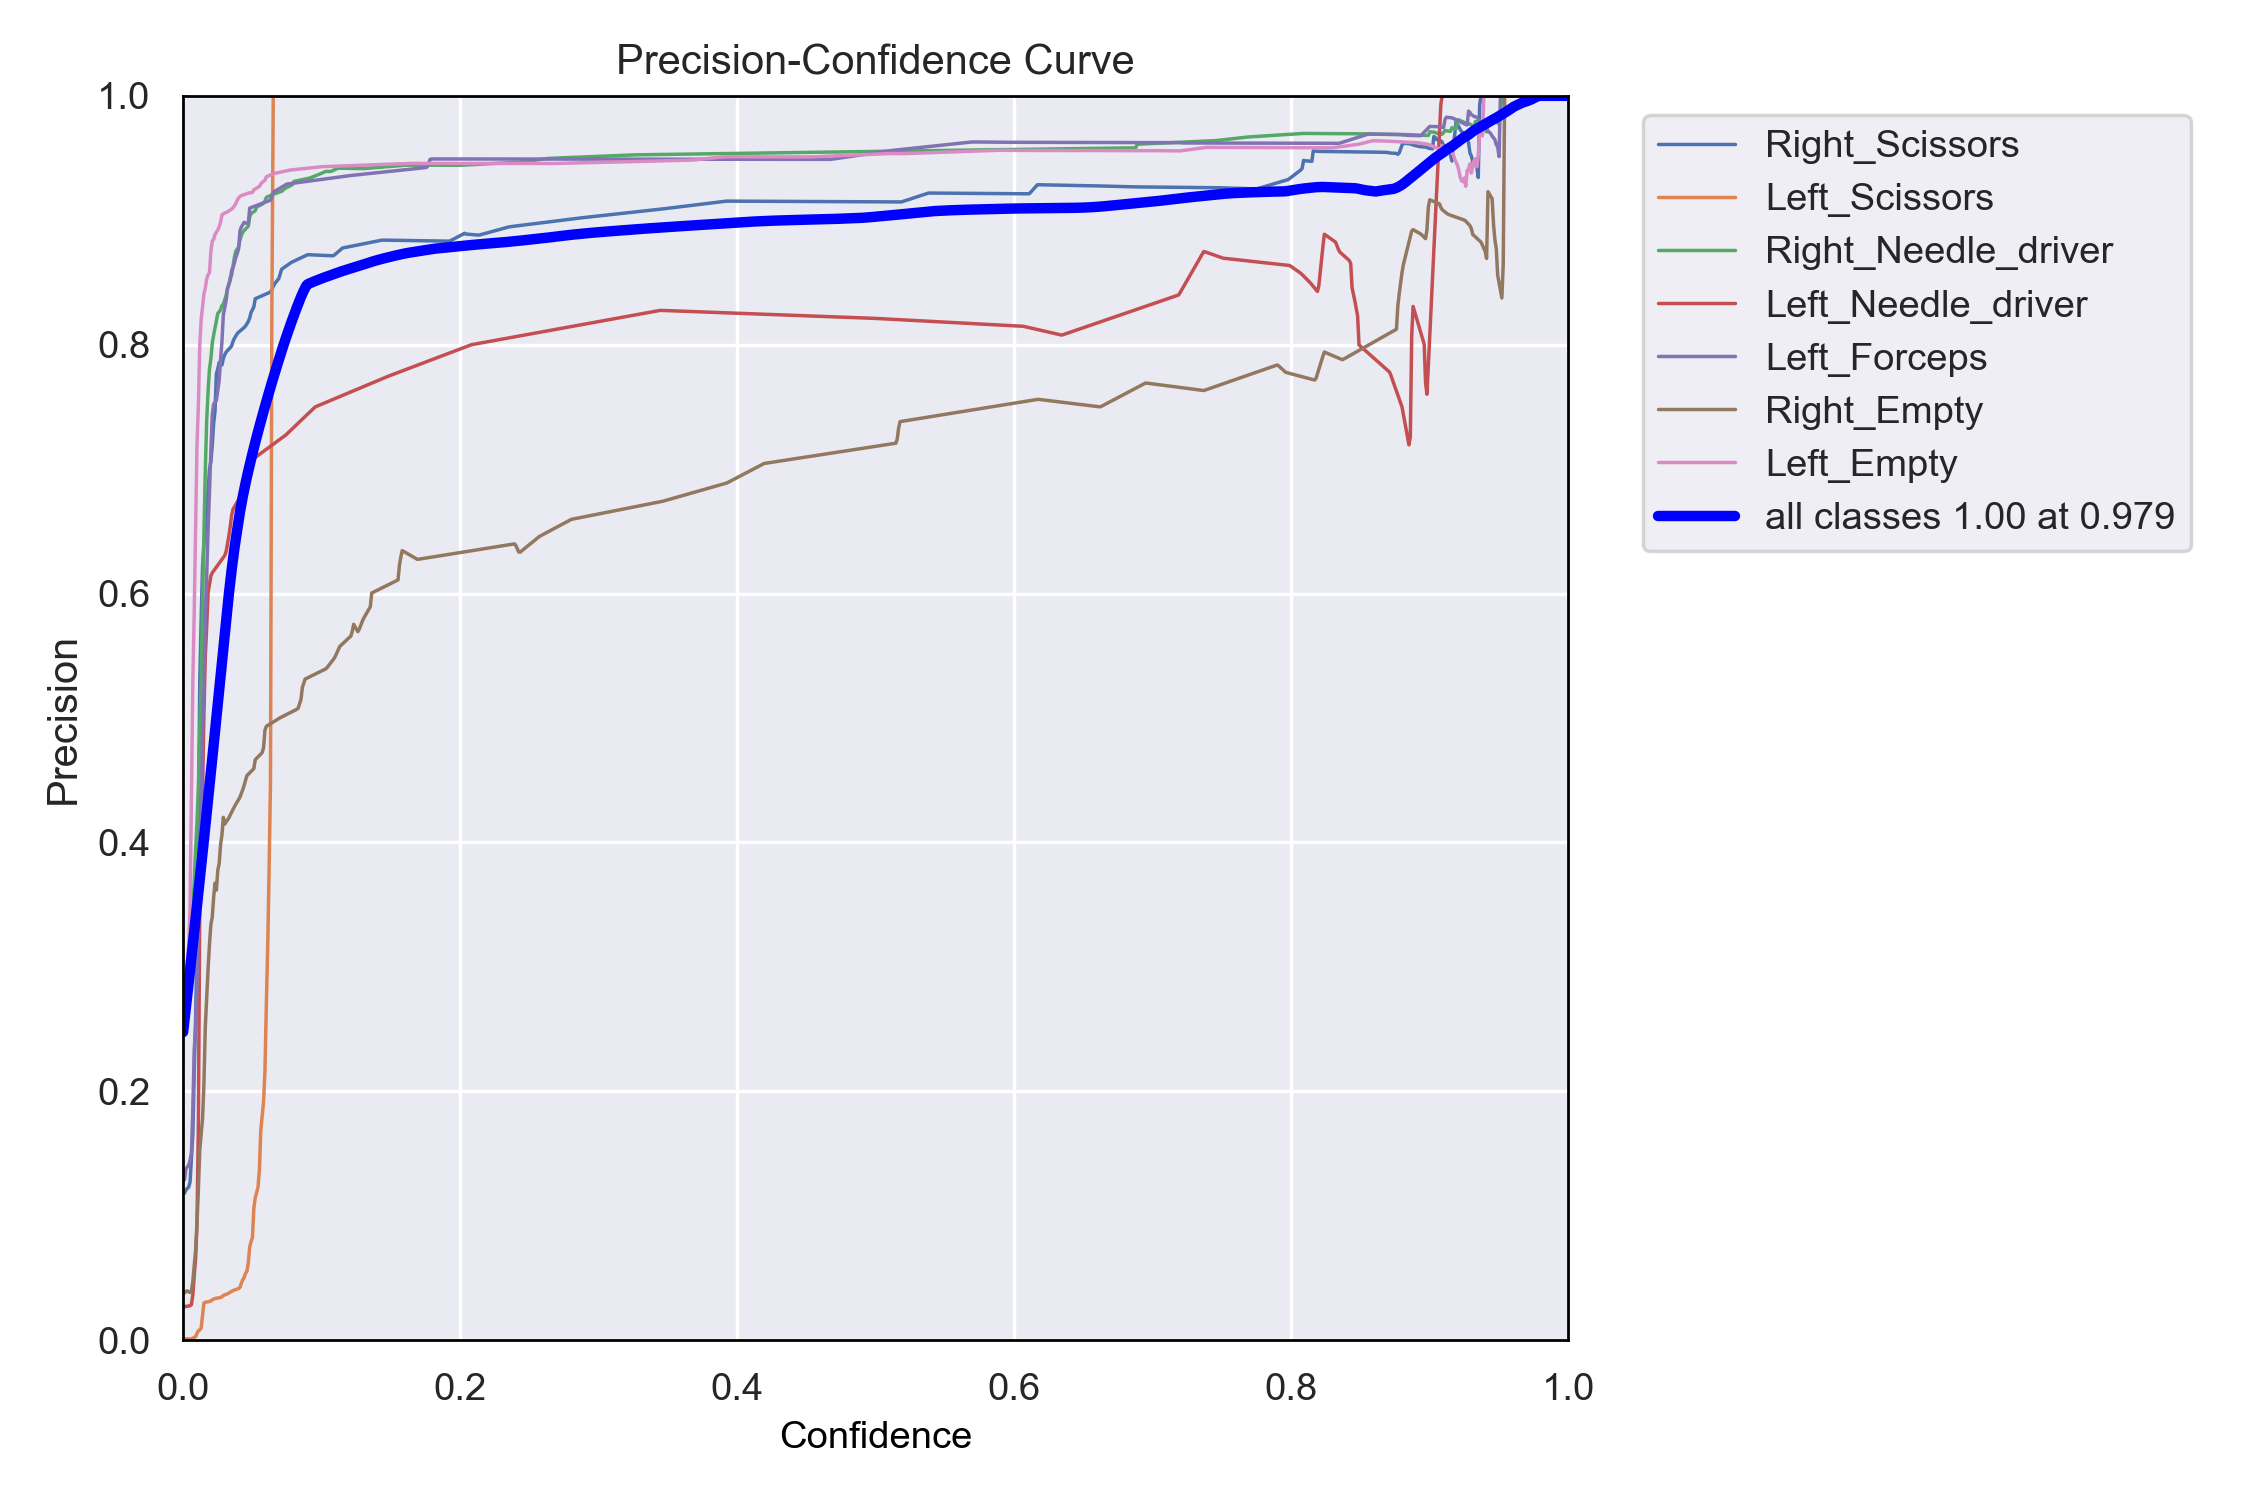 Precision-Confidence Curve
1.0
0.8
0.6
0.4
0.2
0.0
Precision
0.0 0.2 0.4 0.6 0.8 1.0
Confidence
Right_Scissors
Left_Scissors
Right_Needle_driver
Left_Needle_driver
Left_Forceps
Right_Empty
Left_Empty
all classes 1.00 at 0.979